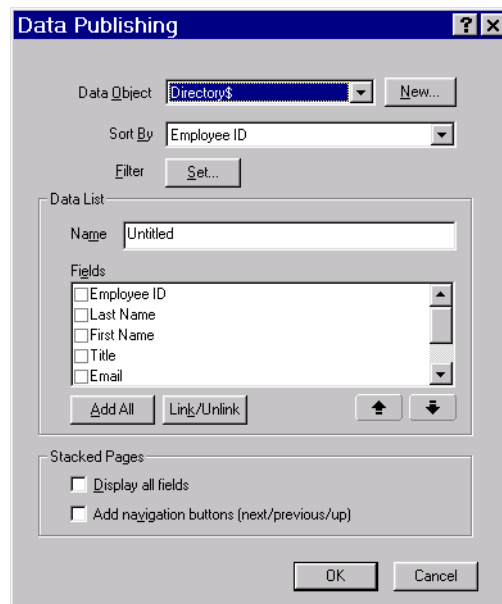 Data Publishing
Data Object Directory$ New...
Sort By Employee ID
Filter Set...
Data List
Name Untitled
Fields
Employee ID
Last Name
First Name
Title
Email
Add All Link/Unlink
Stacked Pages
Display all fields
Add navigation buttons (next/previous/up)
OK Cancel